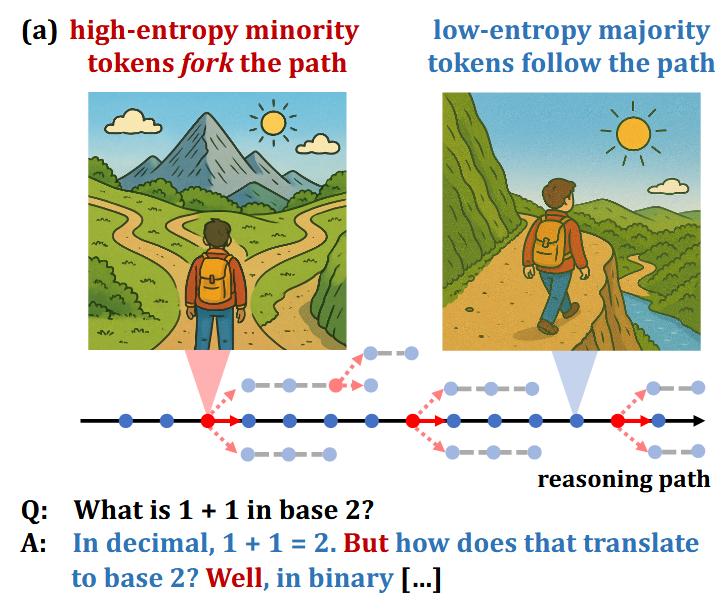 (a) high-entropy minority
tokens fork the path
low-entropy majority
tokens follow the path
reasoning path
Q: What is 1 + 1 in base 2?
A: In decimal, 1 + 1 = 2. But how does that translate
to base 2? Well, in binary [...]